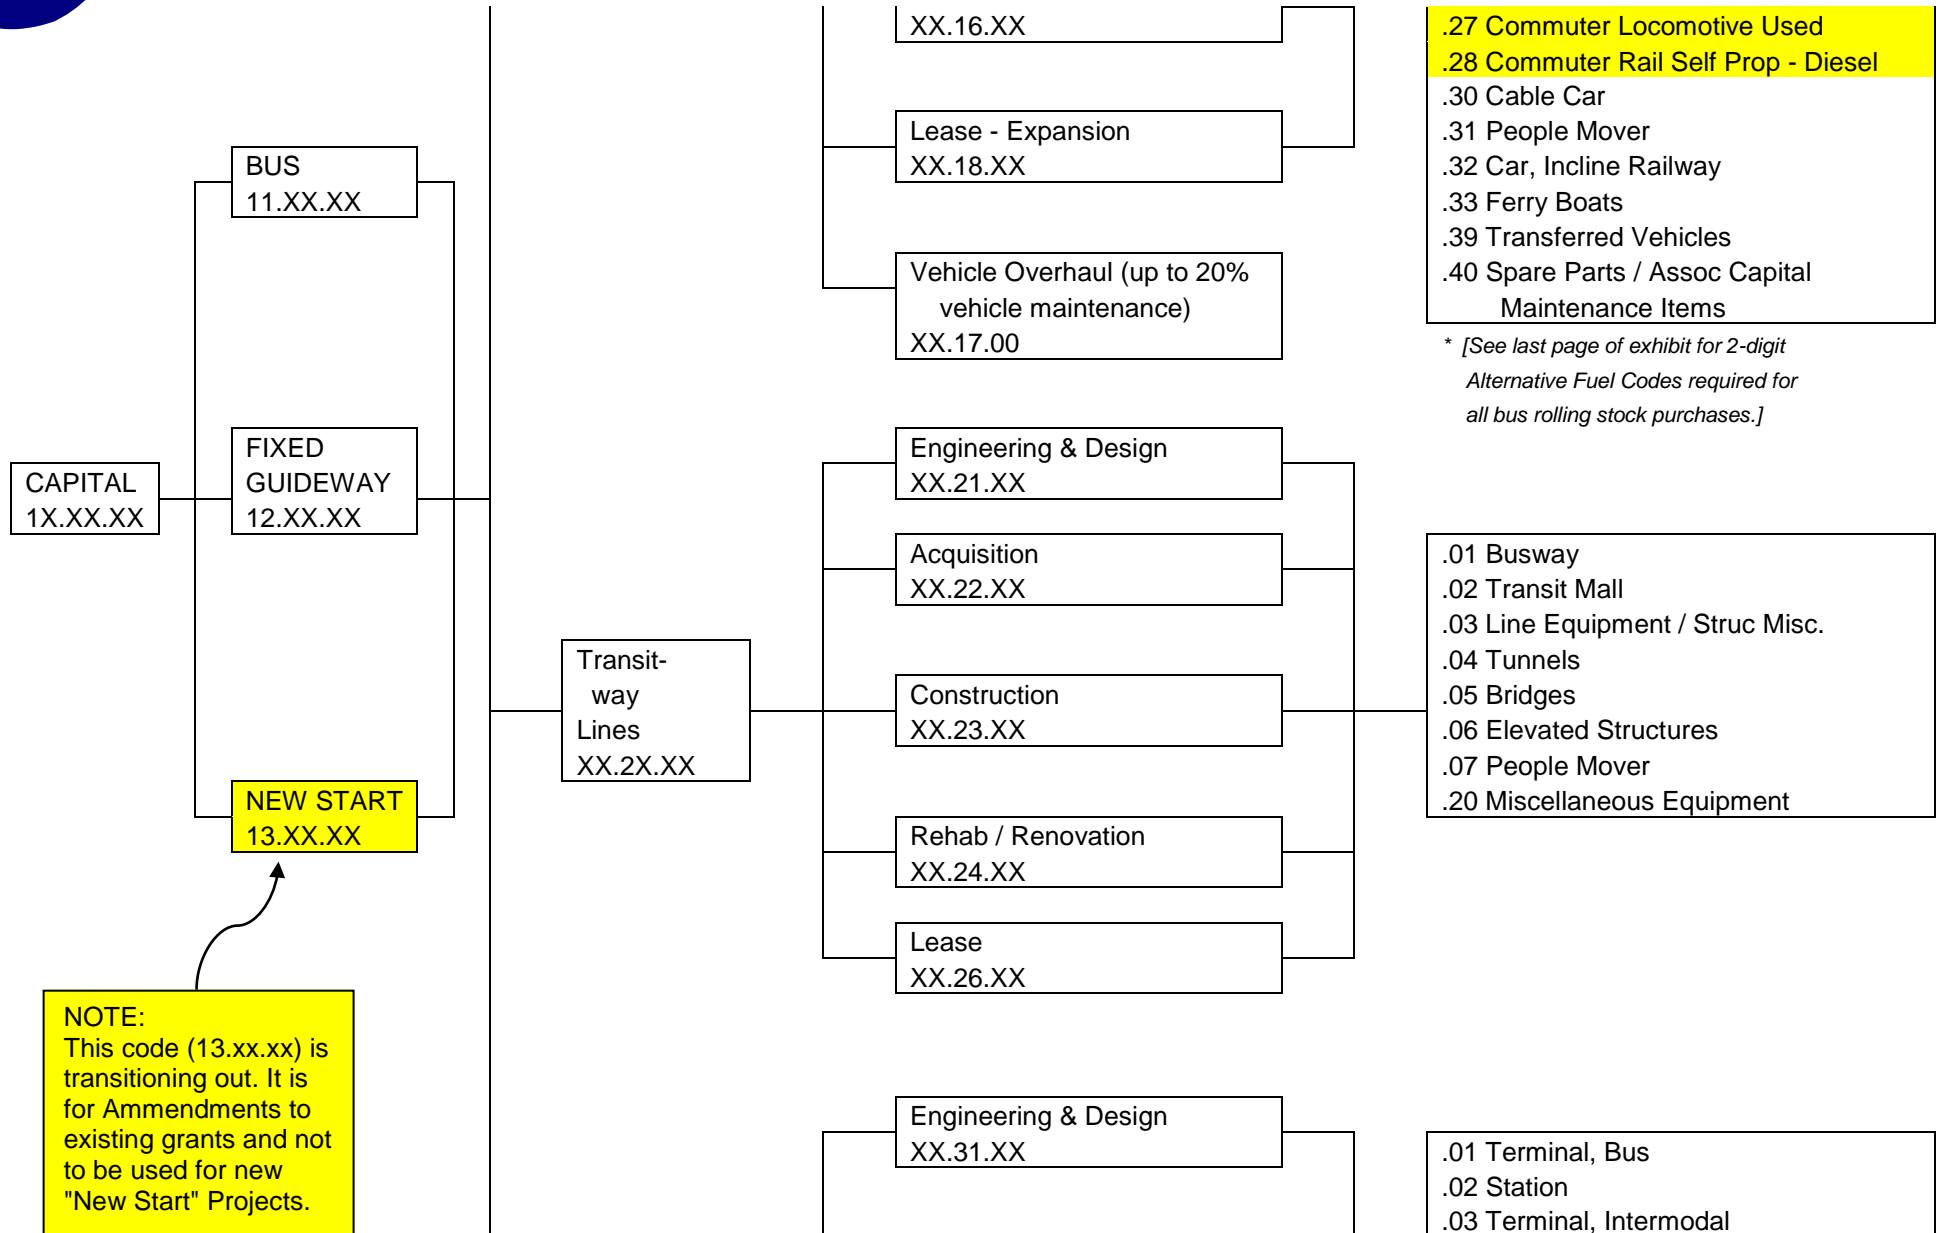 XX.16.XX
.27 Commuter Locomotive Used
.28 Commuter Rail Self Prop - Diesel
.30 Cable Car
.31 People Mover
.32 Car, Incline Railway
.33 Ferry Boats
.39 Transferred Vehicles
.40 Spare Parts / Assoc Capital
Maintenance Items
* [See last page of exhibit for 2-digit
Alternative Fuel Codes required for
all bus rolling stock purchases.]
Lease - Expansion
XX.18.XX
Vehicle Overhaul (up to 20%
vehicle maintenance)
XX.17.00
BUS
11.XX.XX
FIXED
GUIDEWAY
12.XX.XX
CAPITAL
1X.XX.XX
NEW START
13.XX.XX
NOTE:
This code (13.xx.xx) is
transitioning out. It is
for Ammendments to
existing grants and not
to be used for new
"New Start" Projects.
Transit-
way
Lines
XX.2X.XX
Engineering & Design
XX.21.XX
Acquisition
XX.22.XX
Construction
XX.23.XX
Rehab / Renovation
XX.24.XX
Lease
XX.26.XX
.01 Busway
.02 Transit Mall
.03 Line Equipment / Struc Misc.
.04 Tunnels
.05 Bridges
.06 Elevated Structures
.07 People Mover
.20 Miscellaneous Equipment
Engineering & Design
XX.31.XX
.01 Terminal, Bus
.02 Station
.03 Terminal, Intermodal